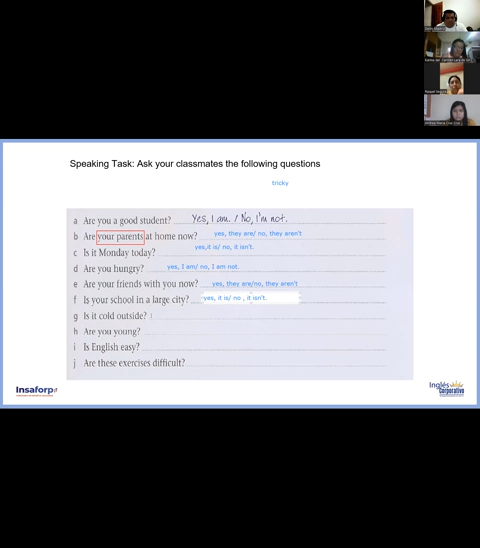 Speaking Task: Ask your classmates the following questions
tricky
a Are you a good student? Yes, I am. / No, I'm not.
b Are your parents at home now? yes, they are/ no, they aren't
c Is it Monday today? yes,it is/ no, it isn't.
d Are you hungry? yes, I am/ no, I am not.
e Are your friends with you now? yes, they are/no, they aren't
f Is your school in a large city? yes, it is/ no , it isn't.
g Is it cold outside?
h Are you young?
i Is English easy?
j Are these exercises difficult?
Insaforp
Inglés
Corporativo